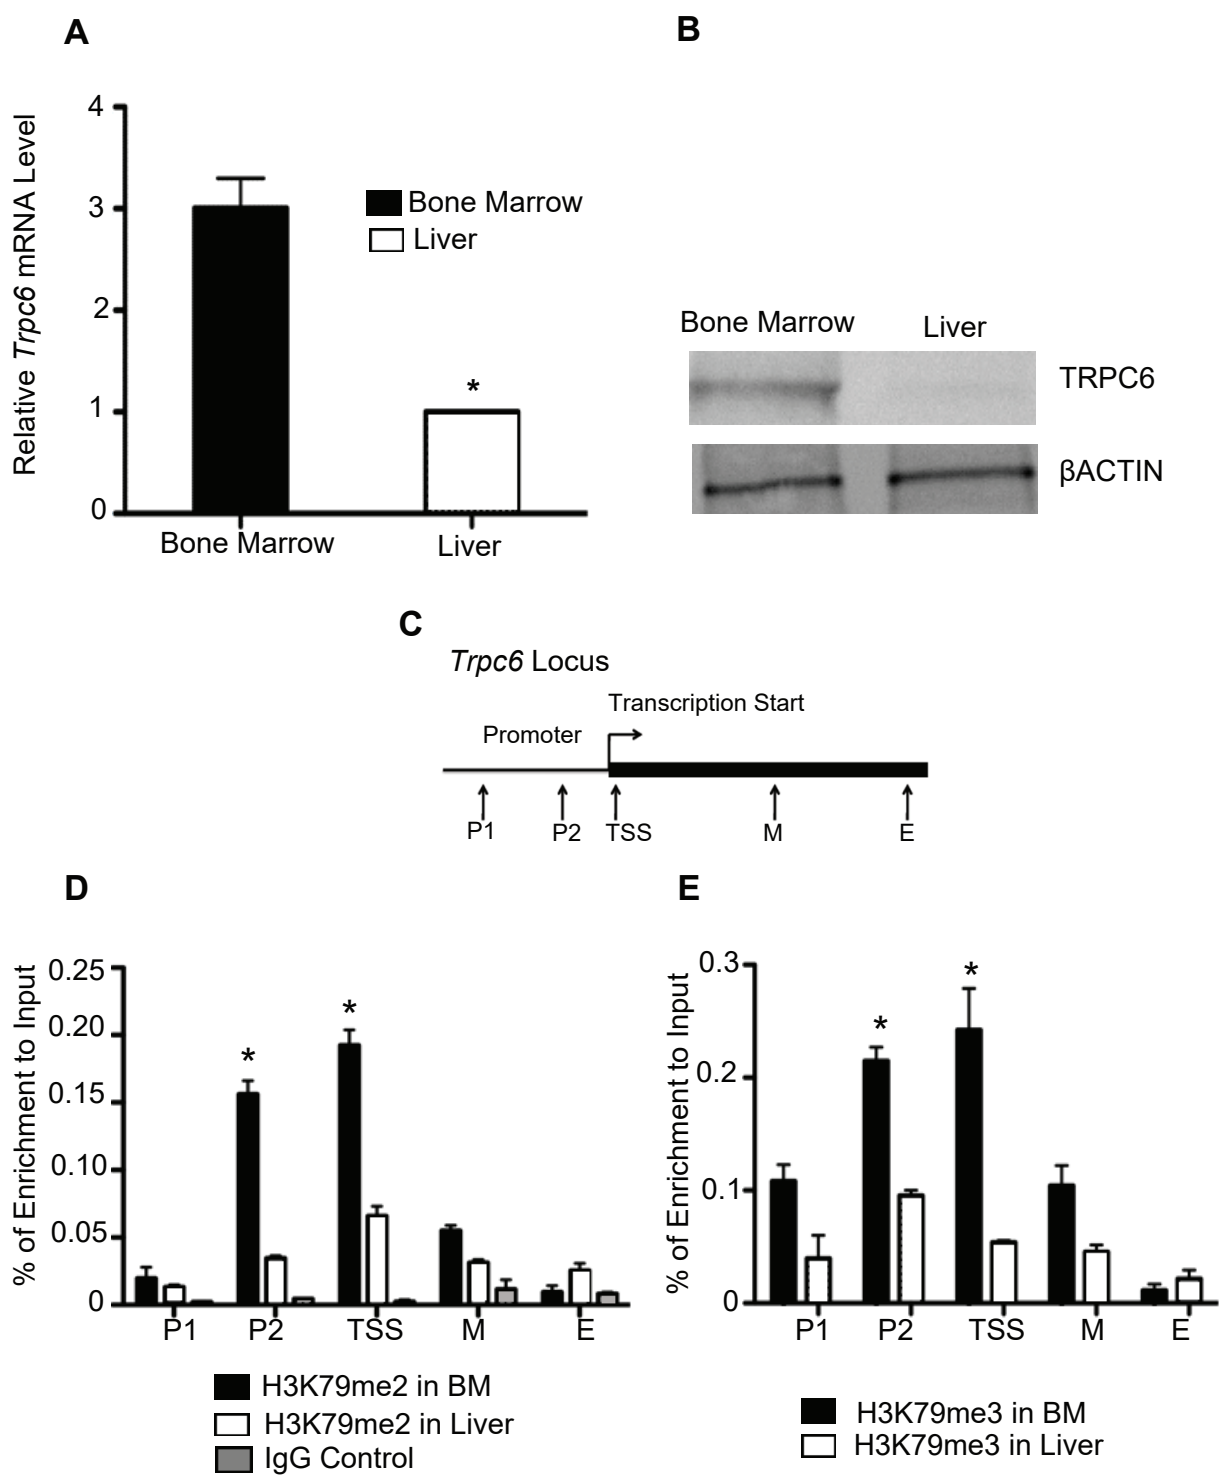 A
Relative Trpc6 mRNA Level
4
3
2
1
0
*
Bone Marrow
Liver
Bone Marrow
Liver
B
Bone Marrow
Liver
TRPC6
βACTIN
C
Trpc6 Locus
Transcription Start
Promoter
P1
P2
TSS
M
E
D
% of Enrichment to Input
0.25
0.20
0.15
0.10
0.05
0
*
*
P1
P2
TSS
M
E
H3K79me2 in BM
H3K79me2 in Liver
IgG Control
E
% of Enrichment to Input
0.3
0.2
0.1
0
*
*
P1
P2
TSS
M
E
H3K79me3 in BM
H3K79me3 in Liver